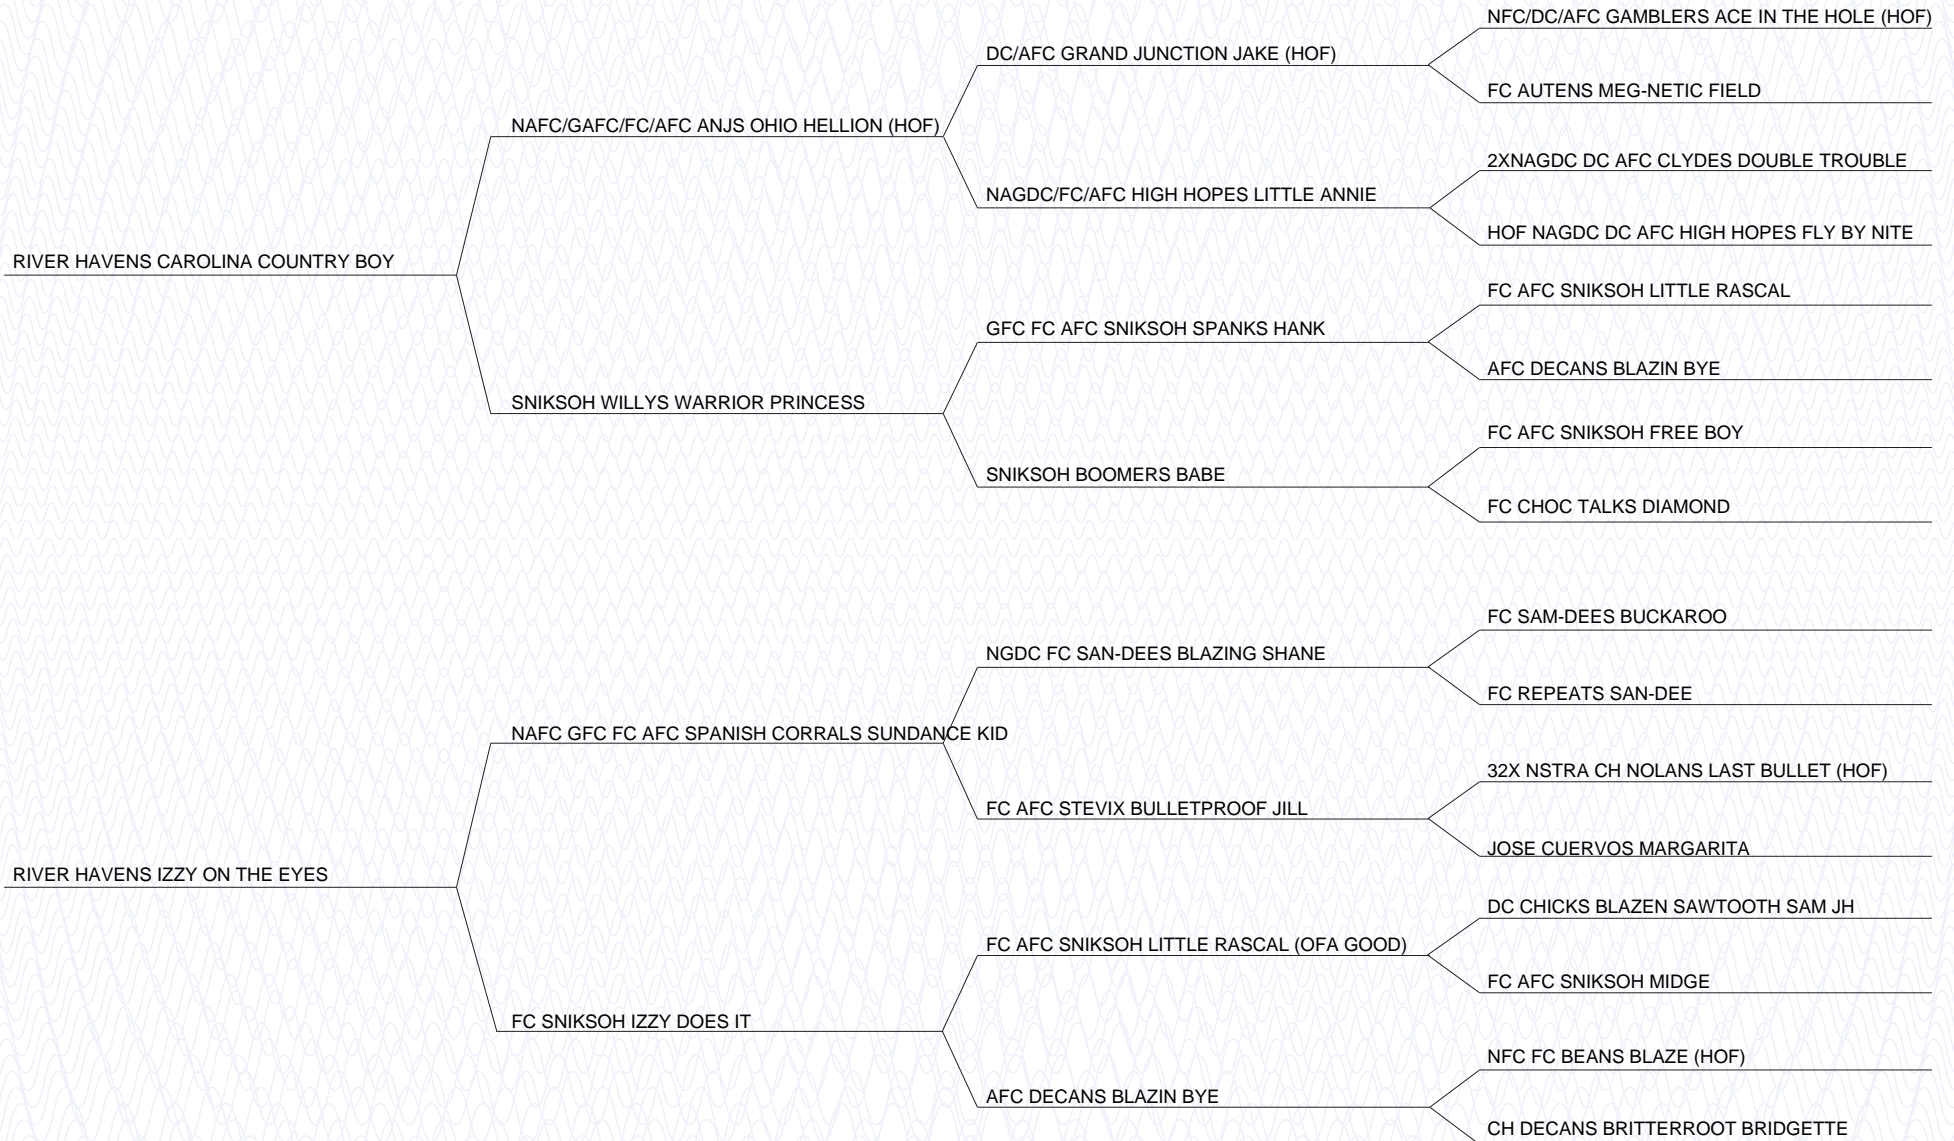 NFC/DC/AFC GAMBLERS ACE IN THE HOLE (HOF)
DC/AFC GRAND JUNCTION JAKE (HOF)
FC AUTENS MEG-NETIC FIELD
NAFC/GAFC/FC/AFC ANJS OHIO HELLION (HOF)
2XNAGDC DC AFC CLYDES DOUBLE TROUBLE
NAGDC/FC/AFC HIGH HOPES LITTLE ANNIE
HOF NAGDC DC AFC HIGH HOPES FLY BY NITE
RIVER HAVENS CAROLINA COUNTRY BOY
FC AFC SNIKSOH LITTLE RASCAL
GFC FC AFC SNIKSOH SPANKS HANK
AFC DECANS BLAZIN BYE
SNIKSOH WILLYS WARRIOR PRINCESS
FC AFC SNIKSOH FREE BOY
SNIKSOH BOOMERS BABE
FC CHOC TALKS DIAMOND
FC SAM-DEES BUCKAROO
NGDC FC SAN-DEES BLAZING SHANE
FC REPEATS SAN-DEE
NAFC GFC FC AFC SPANISH CORRALS SUNDANCE KID
32X NSTRA CH NOLANS LAST BULLET (HOF)
FC AFC STEVIX BULLETPROOF JILL
JOSE CUERVOS MARGARITA
RIVER HAVENS IZZY ON THE EYES
DC CHICKS BLAZEN SAWTOOTH SAM JH
FC AFC SNIKSOH LITTLE RASCAL (OFA GOOD)
FC AFC SNIKSOH MIDGE
FC SNIKSOH IZZY DOES IT
NFC FC BEANS BLAZE (HOF)
AFC DECANS BLAZIN BYE
CH DECANS BRITTERROOT BRIDGETTE